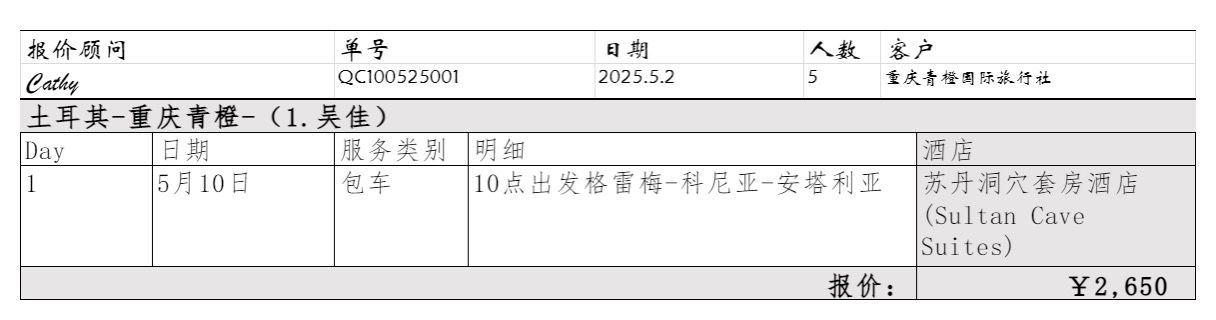 报价顾问 单号 日期 人数 客户
Cathy QC100525001 2025.5.2 5 重庆青橙国际旅行社
土耳其-重庆青橙-（1.吴佳）
Day 日期 服务类别 明细 酒店
1 5月10日 包车 10点出发格雷梅-科尼亚-安塔利亚 苏丹洞穴套房酒店
(Sultan Cave
Suites)
报价： ￥2,650